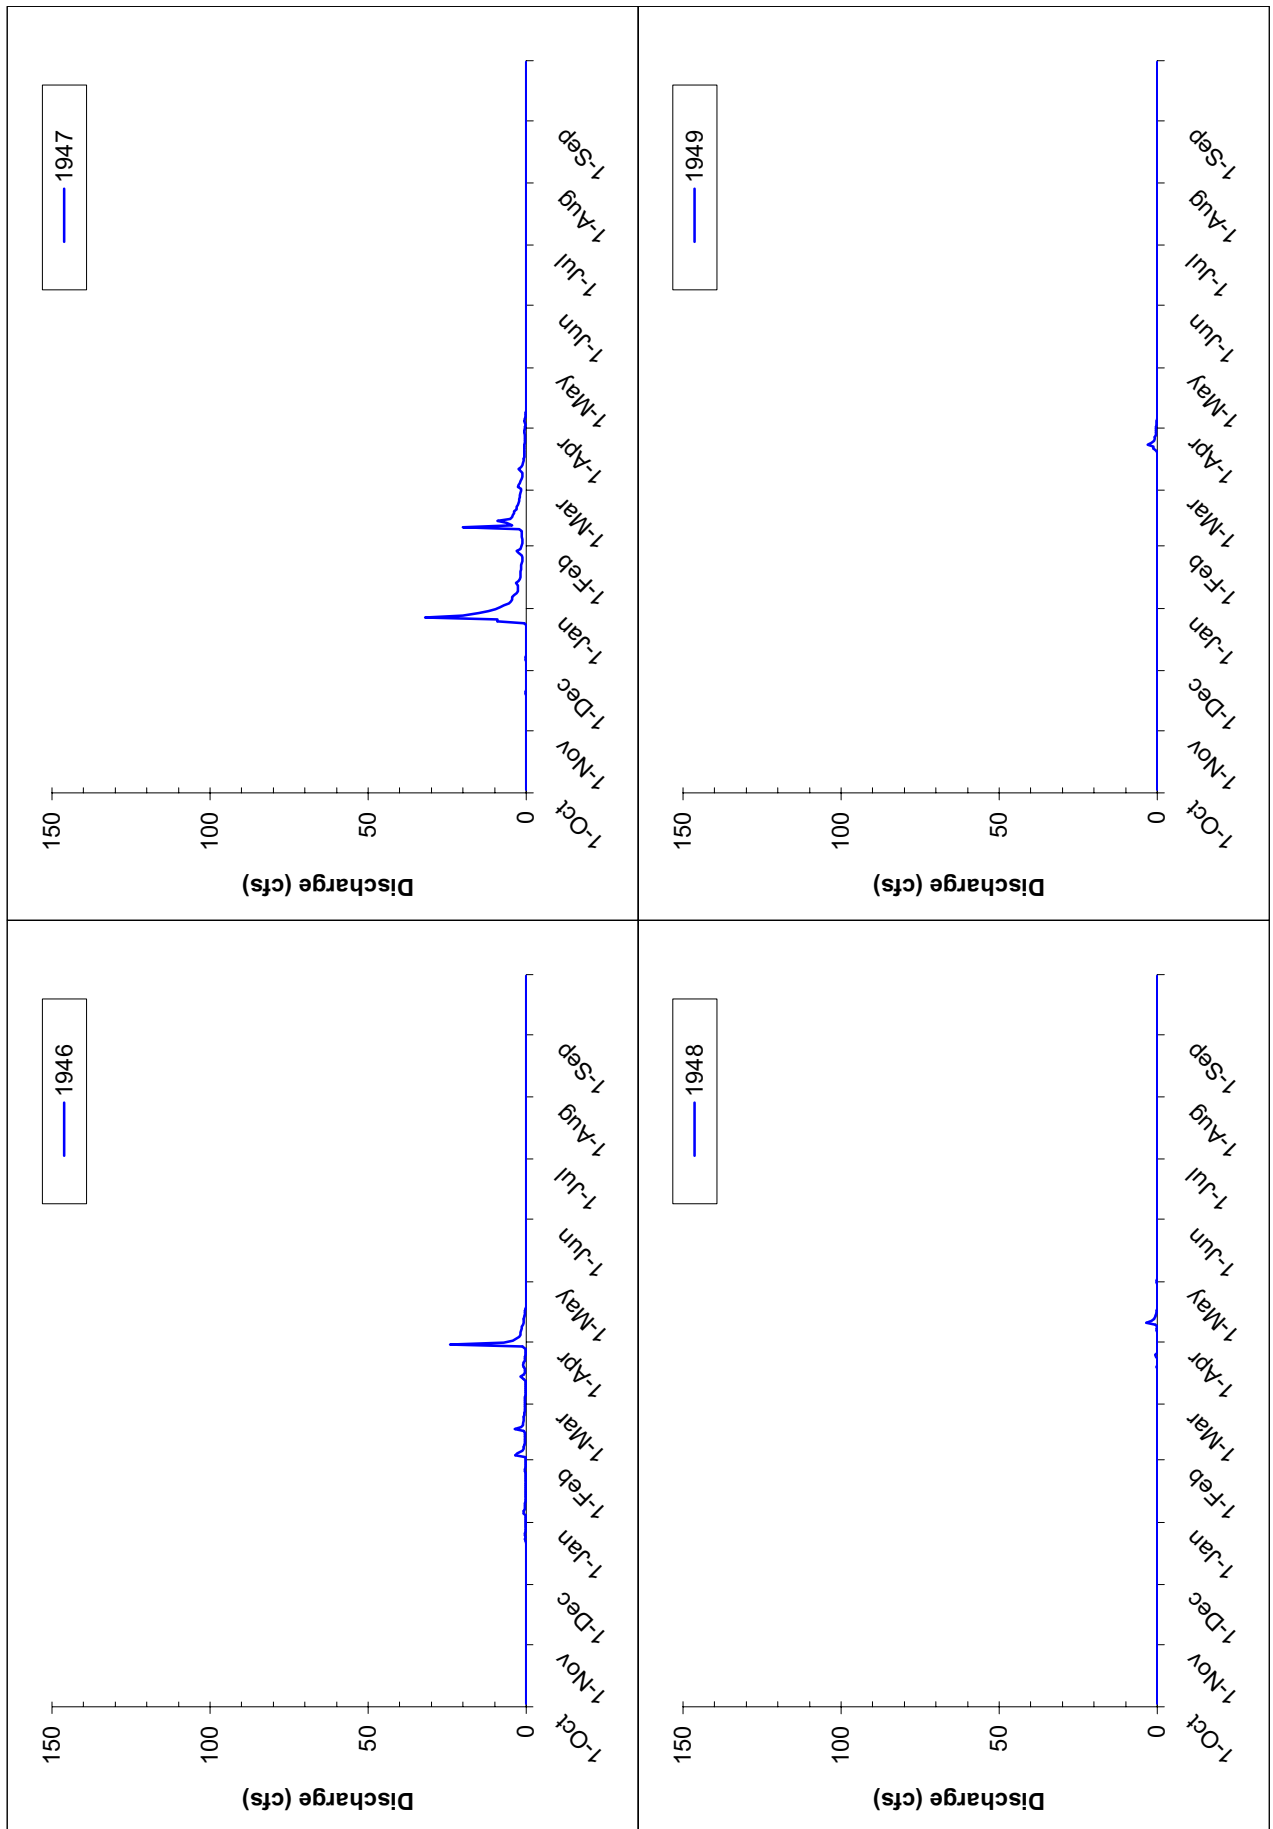 1946
150
100
50
0
Discharge (cfs)
1-Oct
1-Nov
1-Dec
1-Jan
1-Feb
1-Mar
1-Apr
1-May
1-Jun
1-Jul
1-Aug
1-Sep
1947
150
100
50
0
Discharge (cfs)
1-Oct
1-Nov
1-Dec
1-Jan
1-Feb
1-Mar
1-Apr
1-May
1-Jun
1-Jul
1-Aug
1-Sep
1948
150
100
50
0
Discharge (cfs)
1-Oct
1-Nov
1-Dec
1-Jan
1-Feb
1-Mar
1-Apr
1-May
1-Jun
1-Jul
1-Aug
1-Sep
1949
150
100
50
0
Discharge (cfs)
1-Oct
1-Nov
1-Dec
1-Jan
1-Feb
1-Mar
1-Apr
1-May
1-Jun
1-Jul
1-Aug
1-Sep